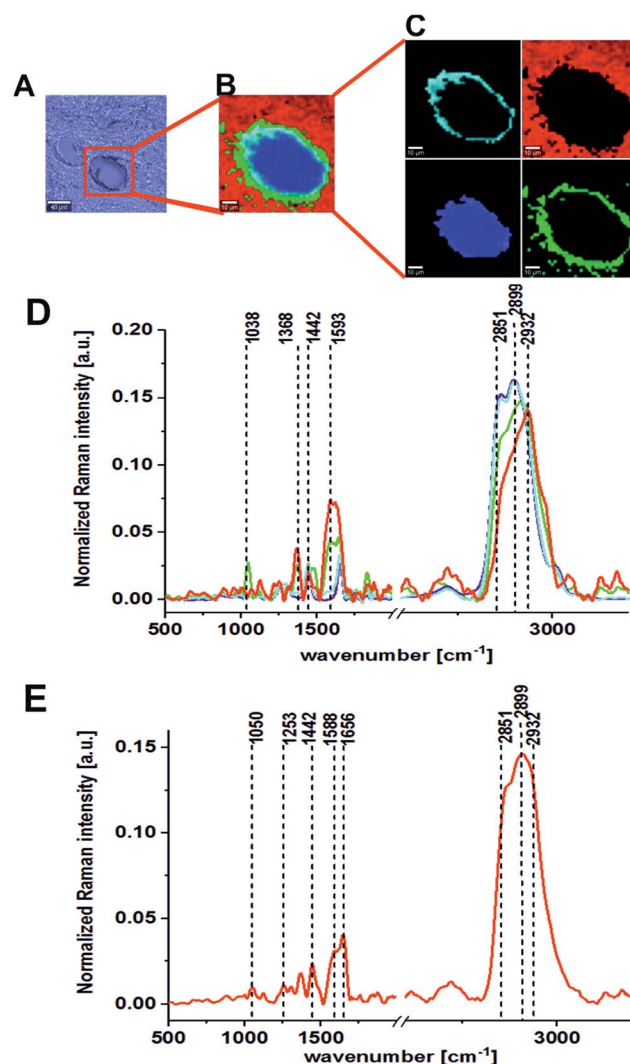 A
B
C
40 µm
10 µm
10 µm
10 µm
10 µm
10 µm
D
1038
1368
1442
1593
2851
2899
2932
Normalized Raman intensity [a.u.]
0.20
0.15
0.10
0.05
0.00
500
1000
1500
3000
wavenumber [cm⁻¹]
E
1050
1253
1442
1588
1656
2851
2899
2932
Normalized Raman intensity [a.u.]
0.15
0.10
0.05
0.00
500
1000
1500
3000
wavenumber [cm⁻¹]